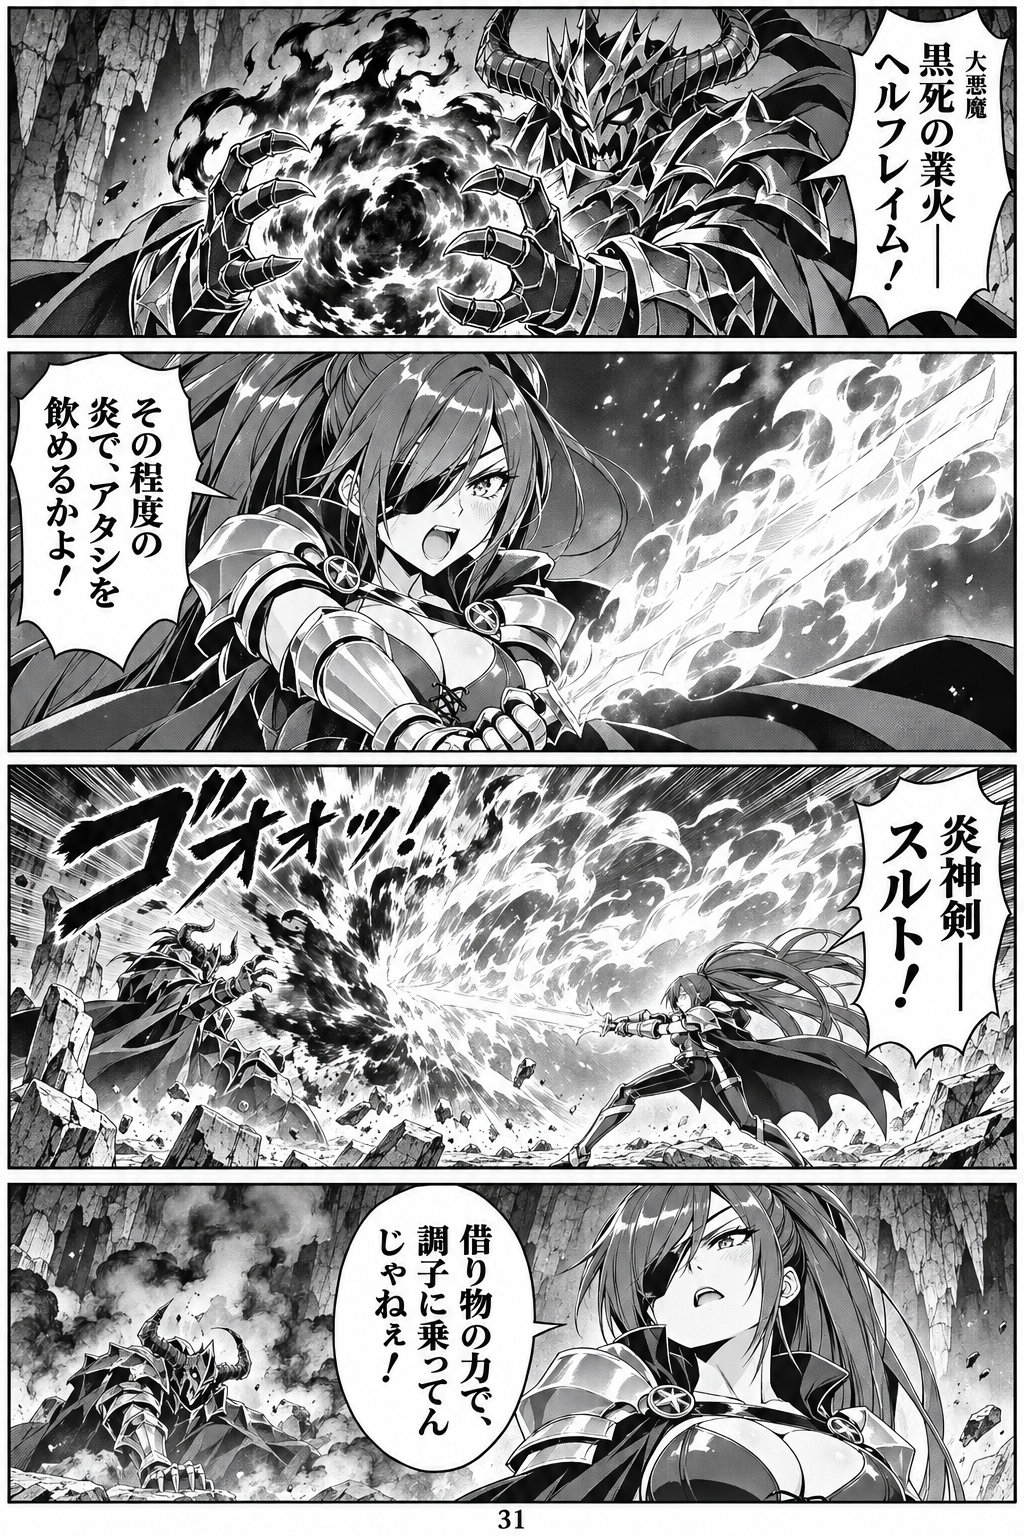 大悪魔
黒死の業火――
ヘルフレイム！
その程度の
炎で、アタシを
飲めるかよ！
ゴォオオッ！
炎神剣――
スルト！
借り物の力で、
調子に乗ってん
じゃねぇ！
31